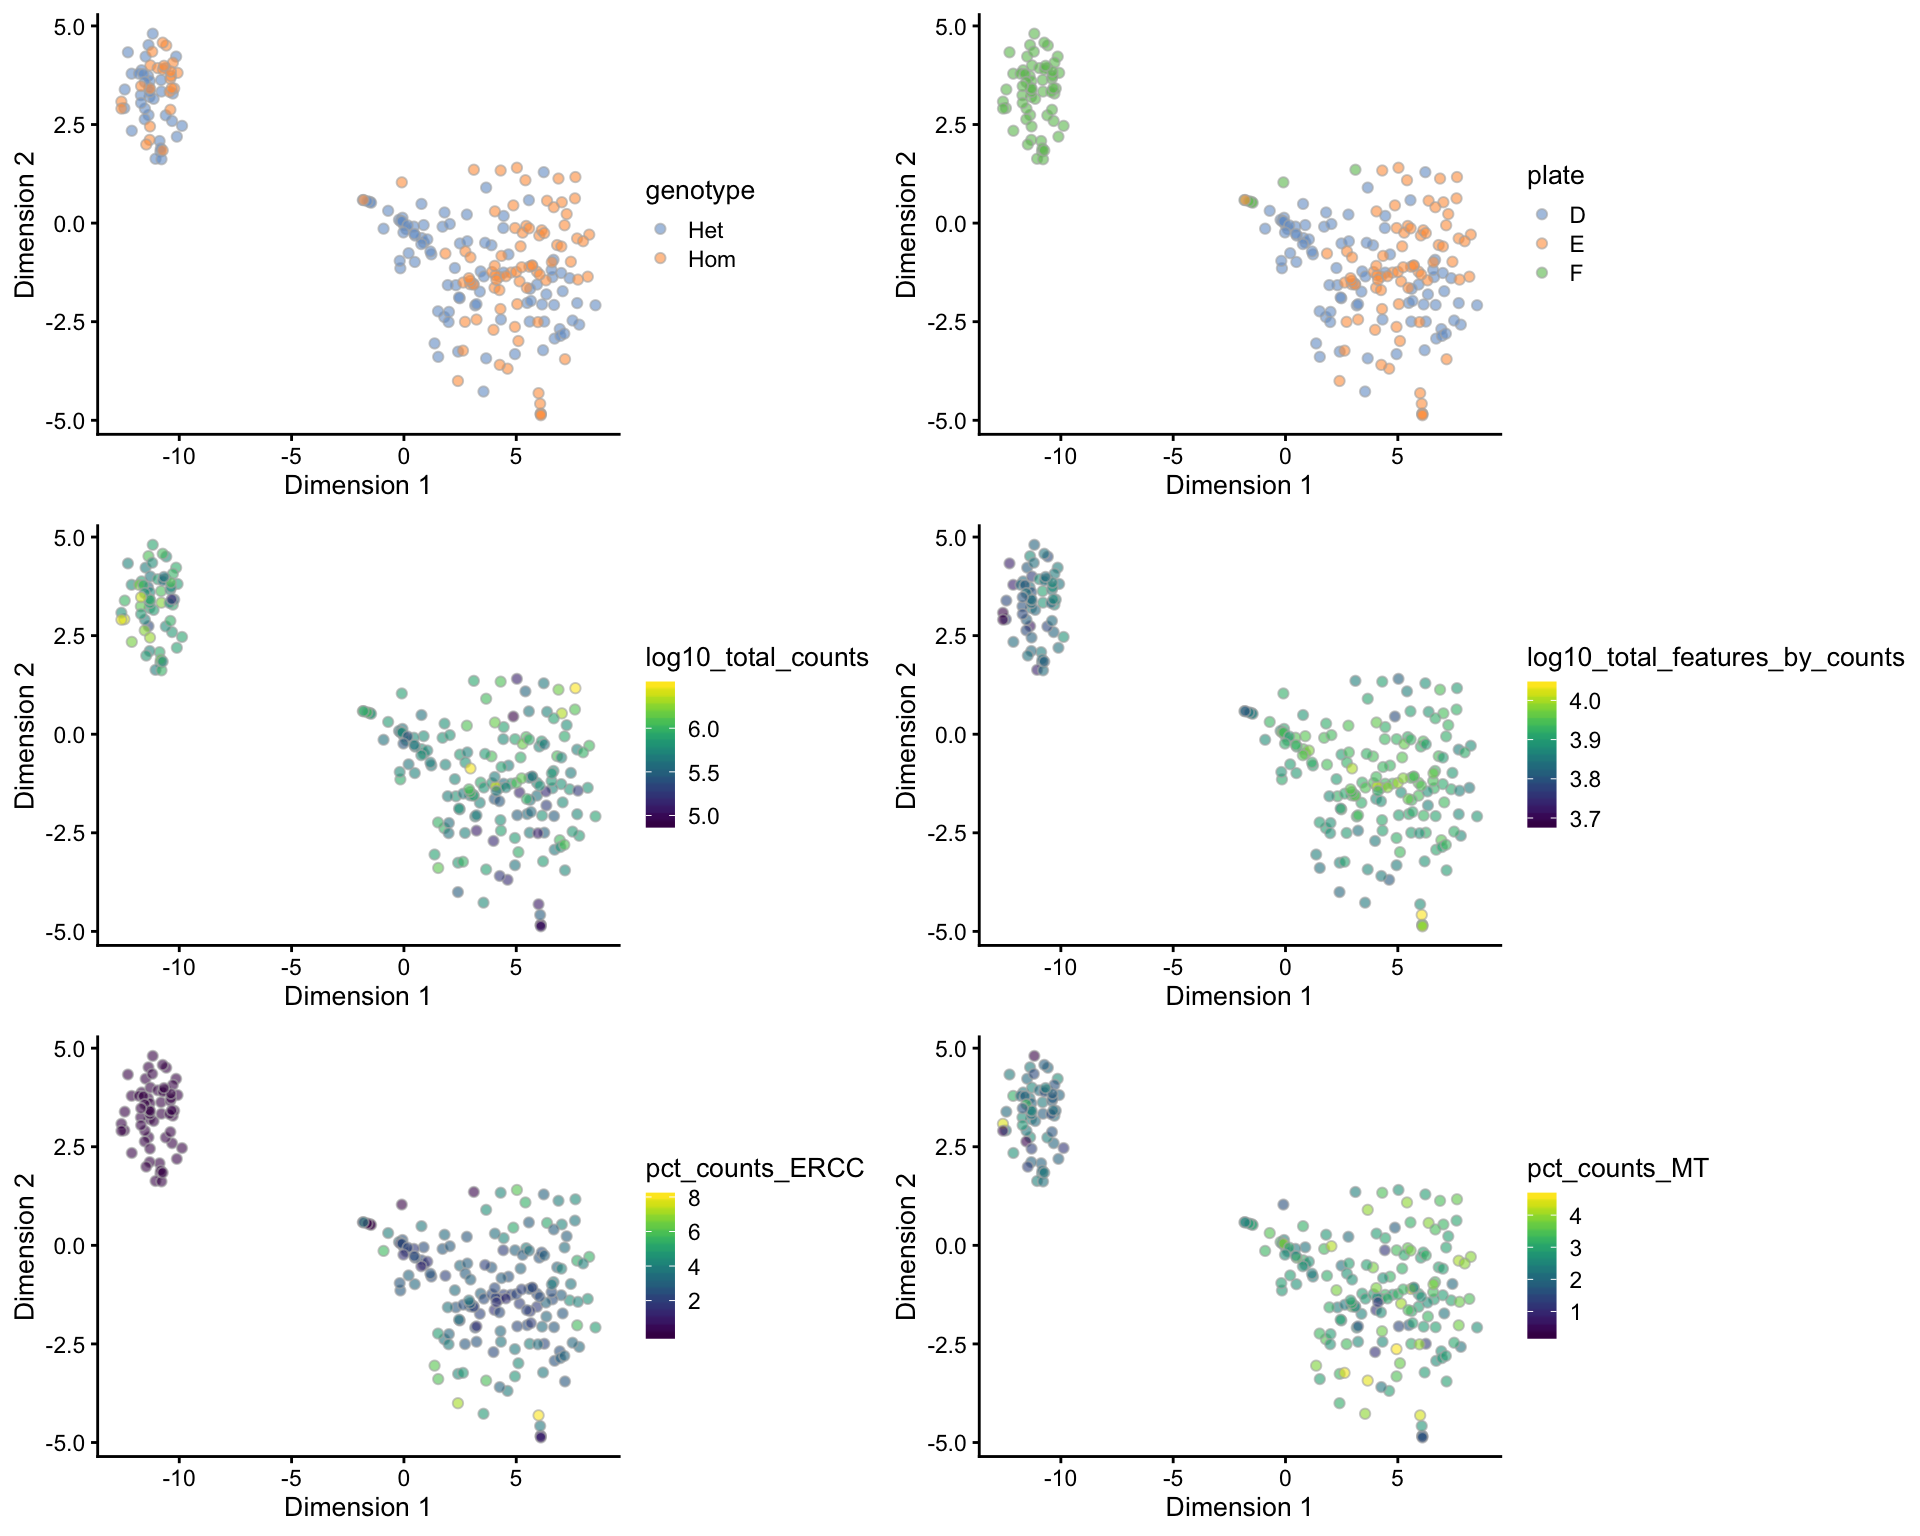 5.0
2.5
0.0
-2.5
-5.0
Dimension 2
-10 -5 0 5
Dimension 1
genotype
Het
Hom
5.0
2.5
0.0
-2.5
-5.0
Dimension 2
-10 -5 0 5
Dimension 1
plate
D
E
F
5.0
2.5
0.0
-2.5
-5.0
Dimension 2
-10 -5 0 5
Dimension 1
log10_total_counts
6.0
5.5
5.0
5.0
2.5
0.0
-2.5
-5.0
Dimension 2
-10 -5 0 5
Dimension 1
log10_total_features_by_counts
4.0
3.9
3.8
3.7
5.0
2.5
0.0
-2.5
-5.0
Dimension 2
-10 -5 0 5
Dimension 1
pct_counts_ERCC
8
6
4
2
5.0
2.5
0.0
-2.5
-5.0
Dimension 2
-10 -5 0 5
Dimension 1
pct_counts_MT
4
3
2
1